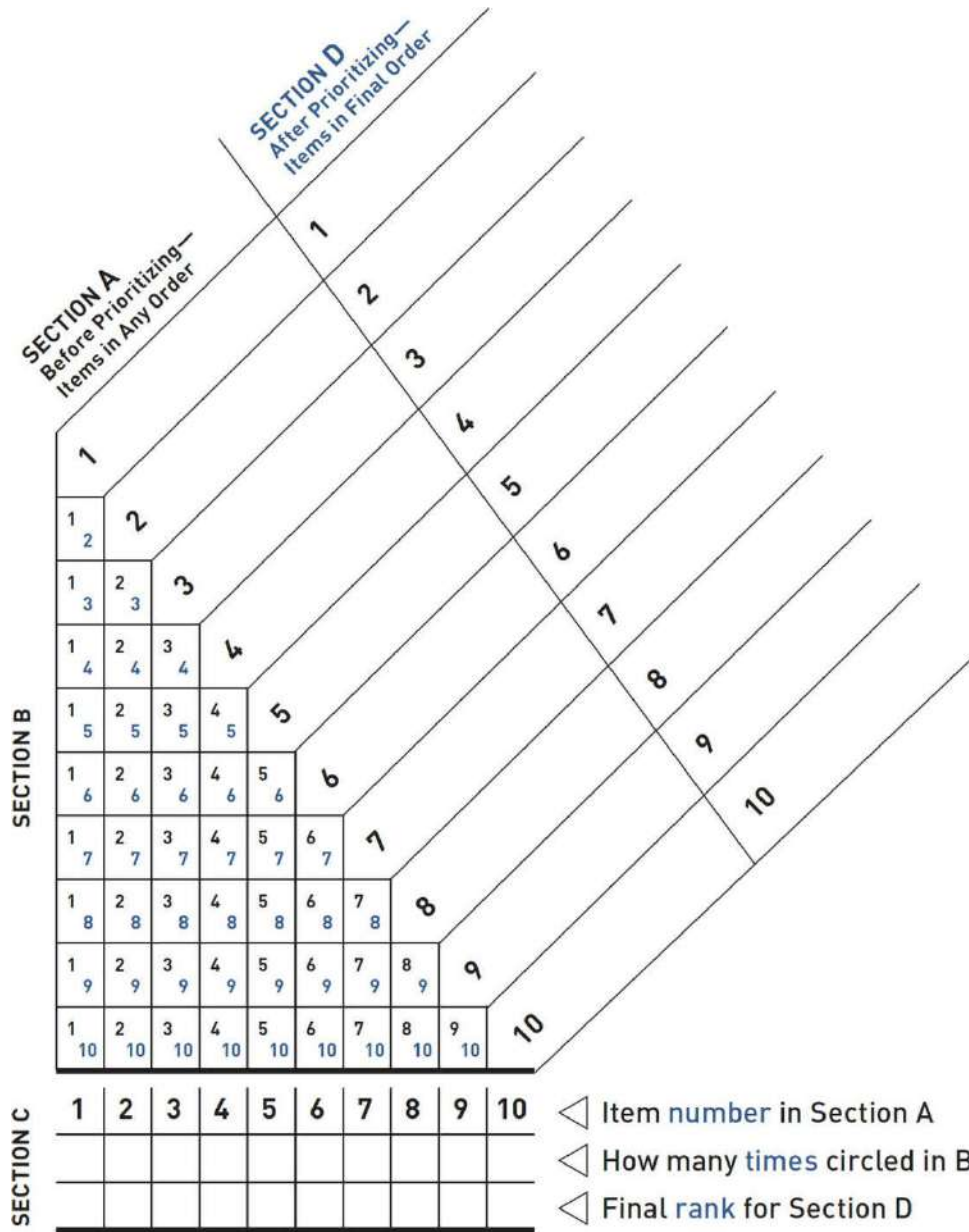 SECTION D
After Prioritizing—
Items in Final Order
SECTION A
Before Prioritizing—
Items in Any Order
1
2
3
4
5
6
7
8
9
10
SECTION B
1
1 2
2
1 3 2 3
3
1 4 2 4 3 4
4
1 5 2 5 3 5 4 5
5
1 6 2 6 3 6 4 6 5 6
6
1 7 2 7 3 7 4 7 5 7 6 7
7
1 8 2 8 3 8 4 8 5 8 6 8 7 8
8
1 9 2 9 3 9 4 9 5 9 6 9 7 9 8 9
9
1 10 2 10 3 10 4 10 5 10 6 10 7 10 8 10 9 10
10
SECTION C
1 2 3 4 5 6 7 8 9 10
Item number in Section A
How many times circled in B
Final rank for Section D